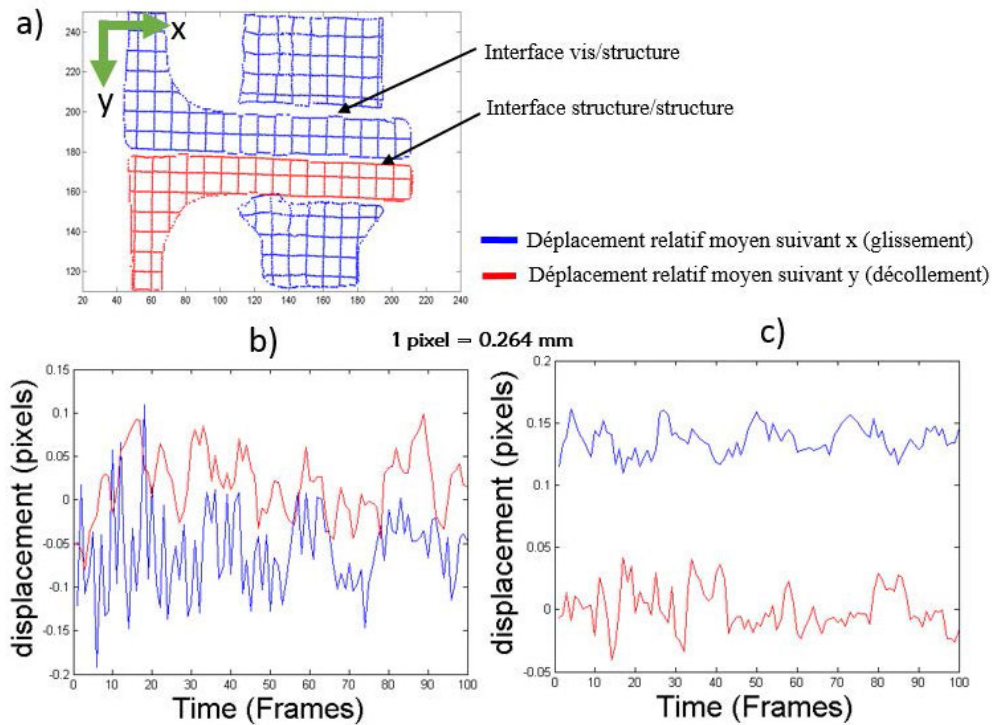 a)
x
y
250
240
220
200
180
160
140
120
20 40 60 80 100 120 140 160 180 200 220 240
Interface vis/structure
Interface structure/structure
Déplacement relatif moyen suivant x (glissement)
Déplacement relatif moyen suivant y (décollement)
b)
1 pixel = 0.264 mm
c)
displacement (pixels)
0.15
0.1
0.05
0
-0.05
-0.1
-0.15
-0.2
0 10 20 30 40 50 60 70 80 90 100
Time (Frames)
displacement (pixels)
0.2
0.15
0.1
0.05
0
-0.05
0 10 20 30 40 50 60 70 80 90 100
Time (Frames)